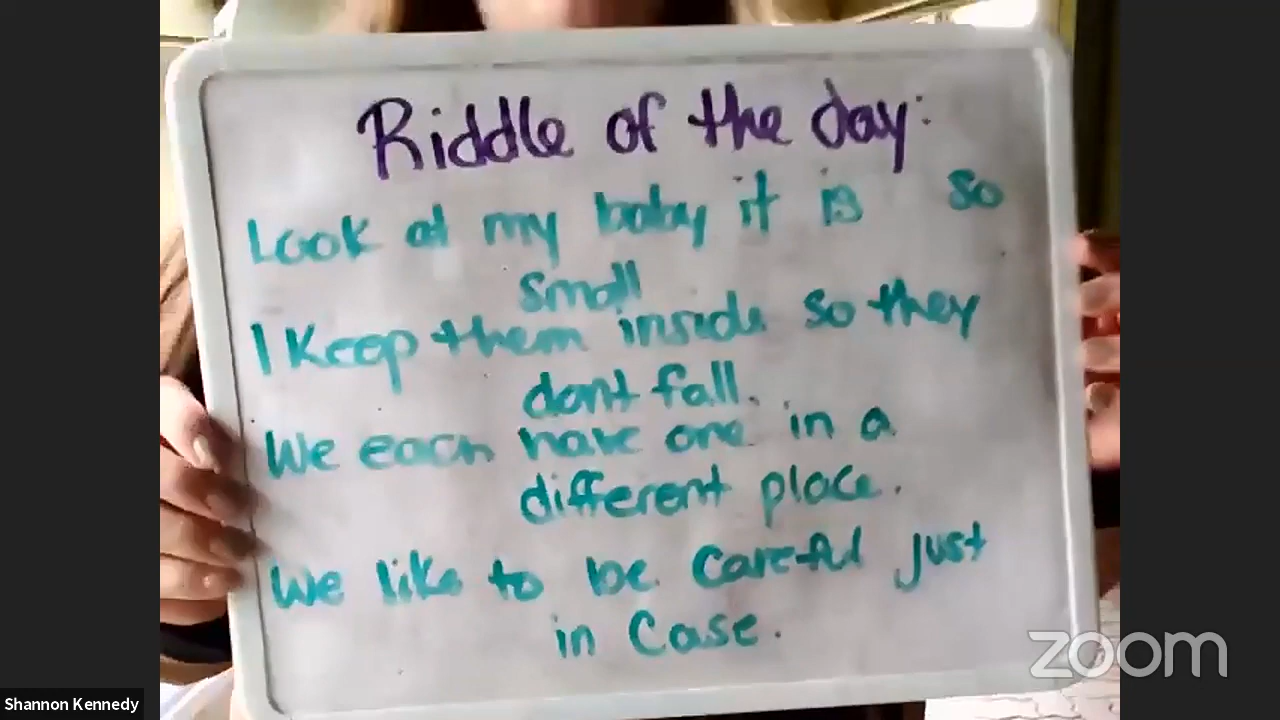 Riddle of the day:
Look at my baby it is so
small
I Keep them inside so they
dont fall.
We each have one in a
different place.
We like to be careful just
in Case.
zoom
Shannon Kennedy